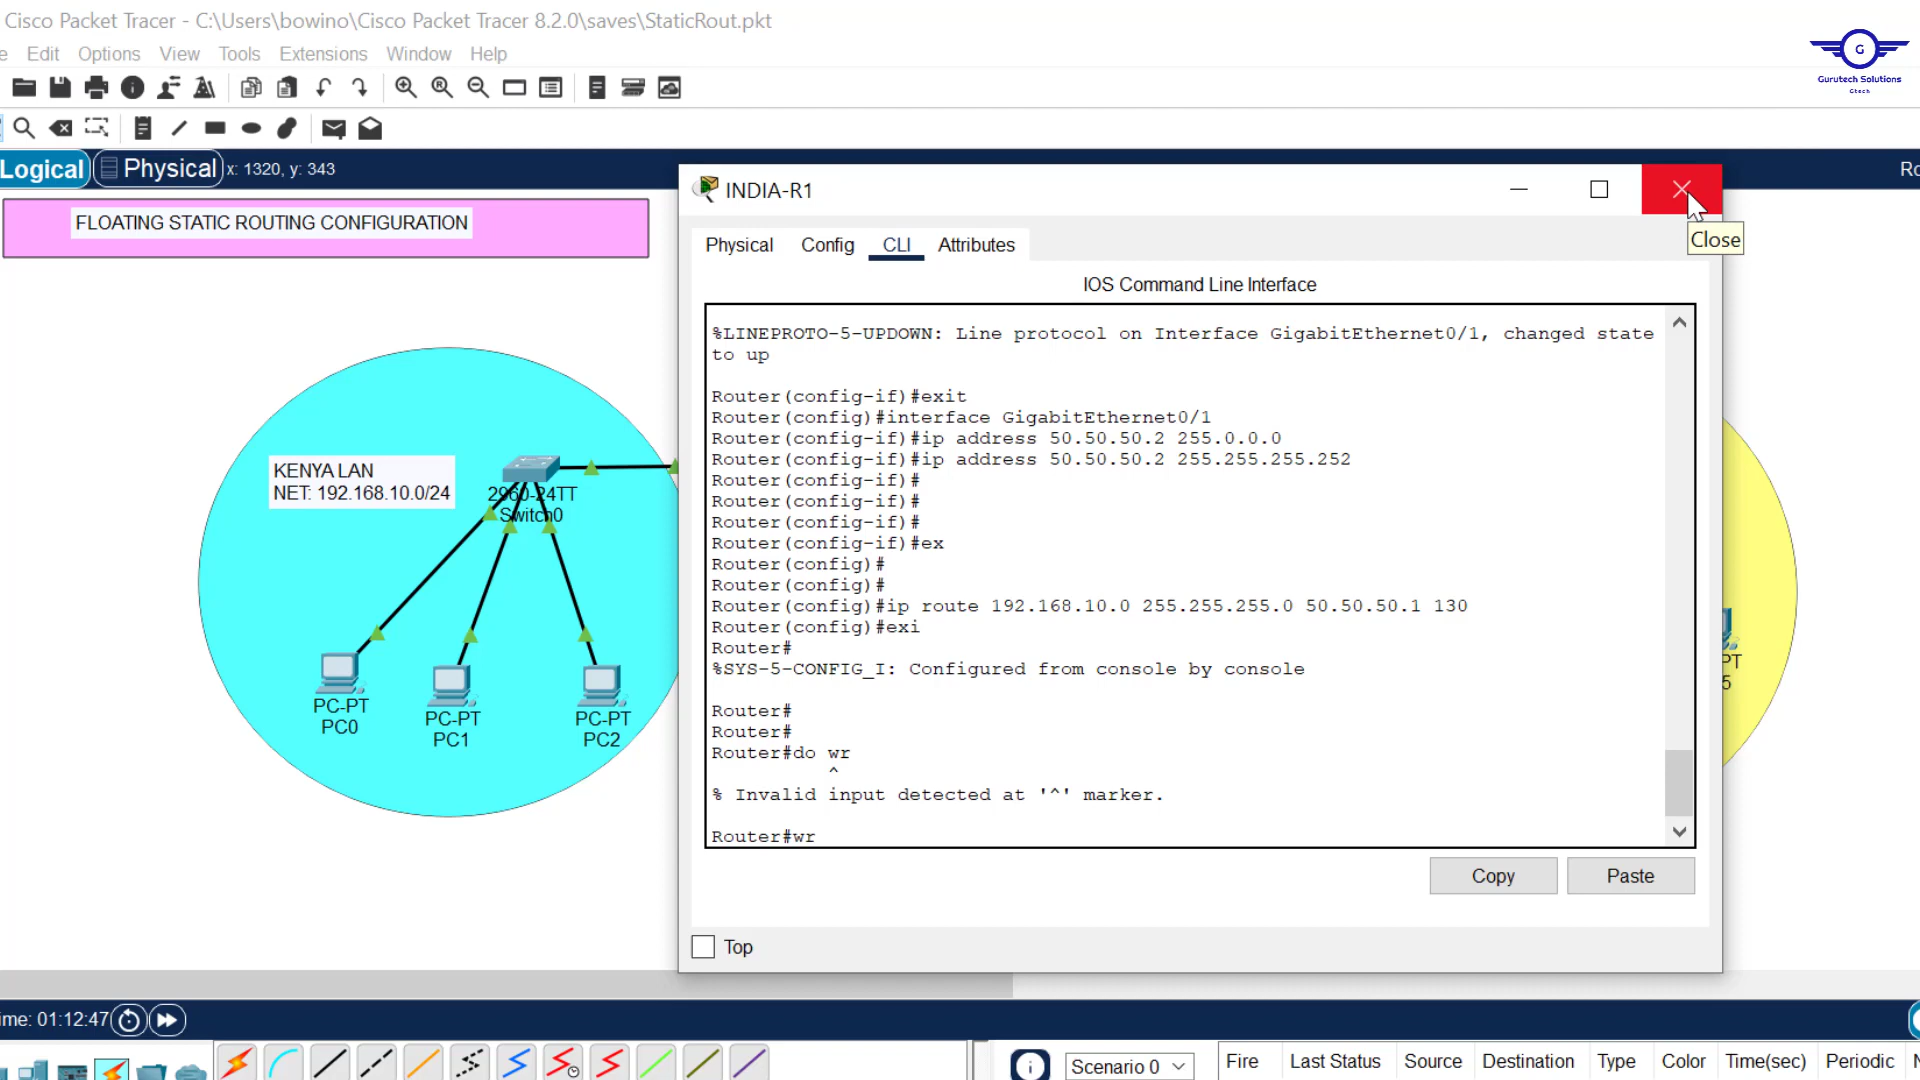 Cisco Packet Tracer - C:\Users\bowino\Cisco Packet Tracer 8.2.0\saves\StaticRout.pkt
e Edit Options View Tools Extensions Window Help
G
Gurutech Solutions
Gtech
Logical Physical x: 1320, y: 343
Ro
FLOATING STATIC ROUTING CONFIGURATION
INDIA-R1
Close
Physical Config CLI Attributes
IOS Command Line Interface
%LINEPROTO-5-UPDOWN: Line protocol on Interface GigabitEthernet0/1, changed state
to up
Router(config-if)#exit
Router(config)#interface GigabitEthernet0/1
Router(config-if)#ip address 50.50.50.2 255.0.0.0
Router(config-if)#ip address 50.50.50.2 255.255.255.252
Router(config-if)#
Router(config-if)#
Router(config-if)#
Router(config-if)#ex
Router(config)#
Router(config)#
Router(config)#ip route 192.168.10.0 255.255.255.0 50.50.50.1 130
Router(config)#exi
Router#
%SYS-5-CONFIG_I: Configured from console by console
Router#
Router#
Router#do wr
^
% Invalid input detected at '^' marker.
Router#wr
Copy Paste
Top
KENYA LAN
NET: 192.168.10.0/24
2960-24TT
Switch0
PC-PT
PC0
PC-PT
PC1
PC-PT
PC2
PT
5
ime: 01:12:47
Scenario 0
Fire Last Status Source Destination Type Color Time(sec) Periodic N